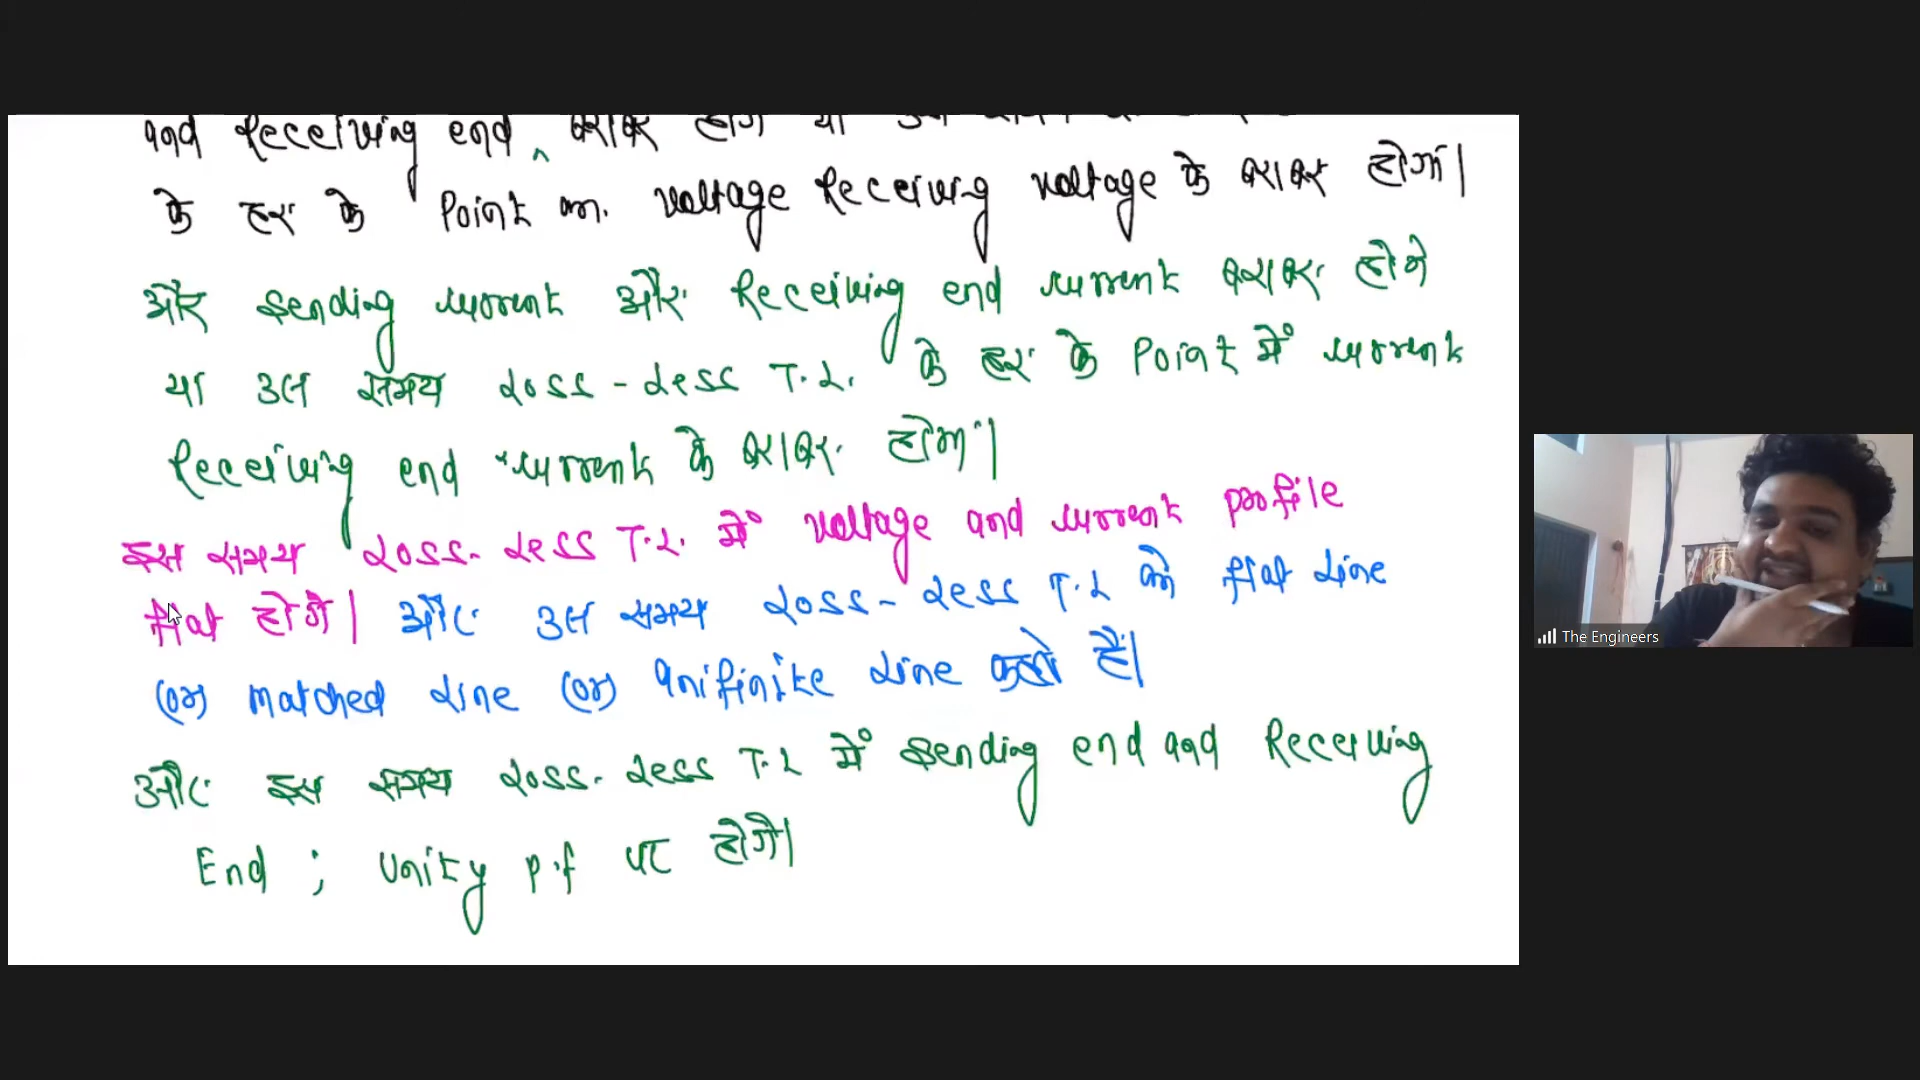 and Receiving end बराबर होंगे या
के हर के Point का voltage Receiving voltage के बराबर होगा।
और sending current और Receiving end current बराबर होंगे
या उस समय Loss-Less T.L. के हर के Point में current
Receiving end current के बराबर होगा।
इस समय Loss-Less T.L. में voltage and current profile
flat होंगे। और उस समय Loss-Less T.L को flat Line
(or) matched Line (or) Inifinite Line कहते हैं।
और इस समय Loss-Less T.L में sending end and Receiving
End ; Unity p.f पर होंगे।
The Engineers